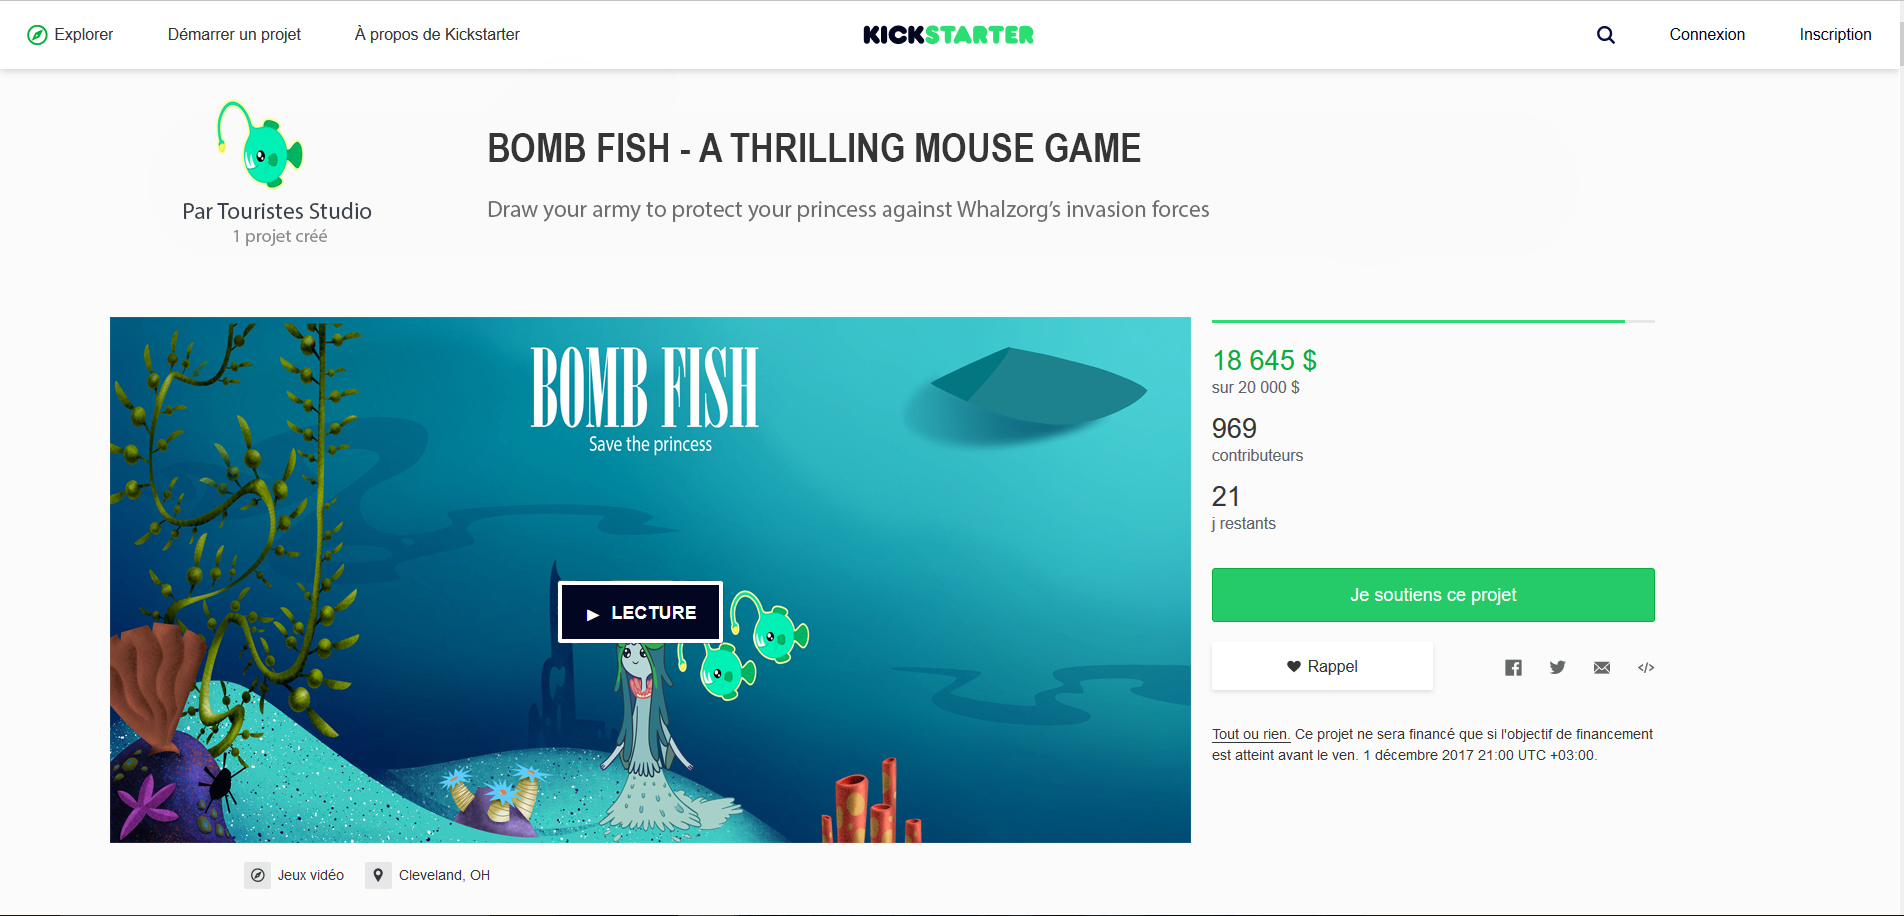 Explorer
Démarrer un projet
À propos de Kickstarter
KICKSTARTER
Connexion
Inscription
Par Touristes Studio
1 projet créé
BOMB FISH - A THRILLING MOUSE GAME
Draw your army to protect your princess against Whalzorg’s invasion forces
BOMB FISH
Save the princess
LECTURE
18 645 $
sur 20 000 $
969
contributeurs
21
j restants
Je soutiens ce projet
Rappel
Tout ou rien. Ce projet ne sera financé que si l'objectif de financement
est atteint avant le ven. 1 décembre 2017 21:00 UTC +03:00.
Jeux vidéo
Cleveland, OH